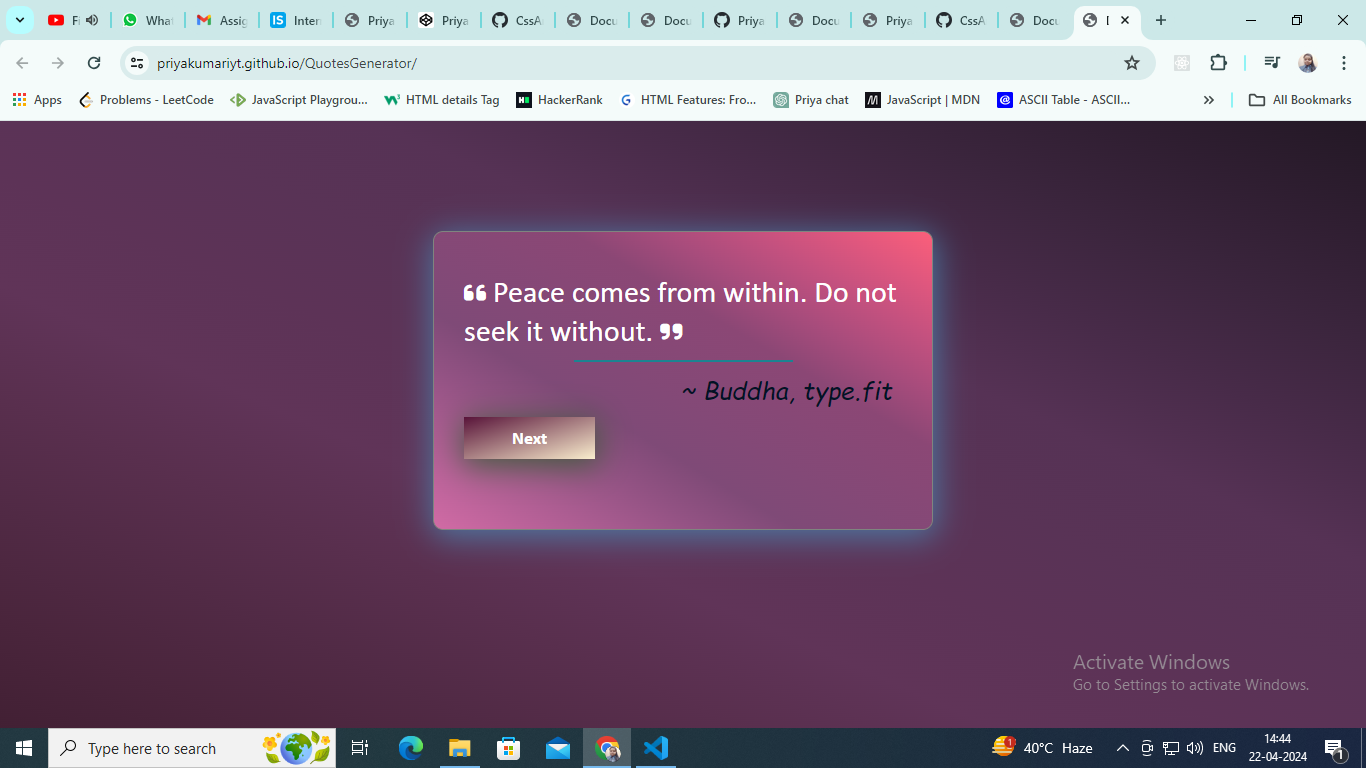 Fi
What
Assig
Inter
Priya
Priya
CssA
Docu
Docu
Priya
Docu
Priya
CssA
Docu
priyakumariyt.github.io/QuotesGenerator/
Apps
Problems - LeetCode
JavaScript Playgrou...
HTML details Tag
HackerRank
HTML Features: Fro...
Priya chat
JavaScript | MDN
ASCII Table - ASCII...
»
All Bookmarks
❝ Peace comes from within. Do not
seek it without. ❞
~ Buddha, type.fit
Next
Activate Windows
Go to Settings to activate Windows.
Type here to search
1
40°C Haze
ENG
14:44
22-04-2024
1